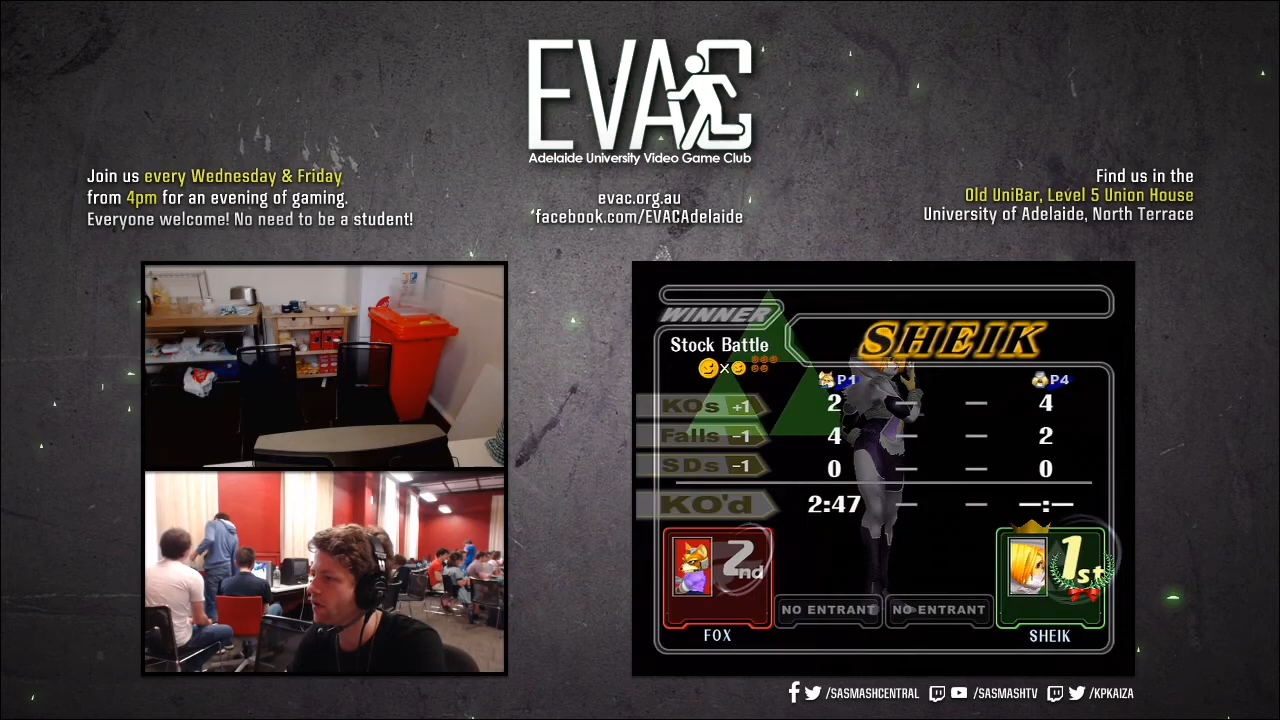 EVAC
Adelaide University Video Game Club
Join us every Wednesday & Friday
from 4pm for an evening of gaming.
Everyone welcome! No need to be a student!
evac.org.au
facebook.com/EVACAdelaide
Find us in the
Old UniBar, Level 5 Union House
University of Adelaide, North Terrace
WINNER
SHEIK
Stock Battle
X
P1
P4
KOs +1 2 — — 4
Falls -1 4 — — 2
SDs -1 0 — — 0
KO'd 2:47 — — —:—
2nd
1st
NO ENTRANT
NO ENTRANT
FOX
SHEIK
/SASMASHCENTRAL
/SASMASHTV
/KPKAIZA